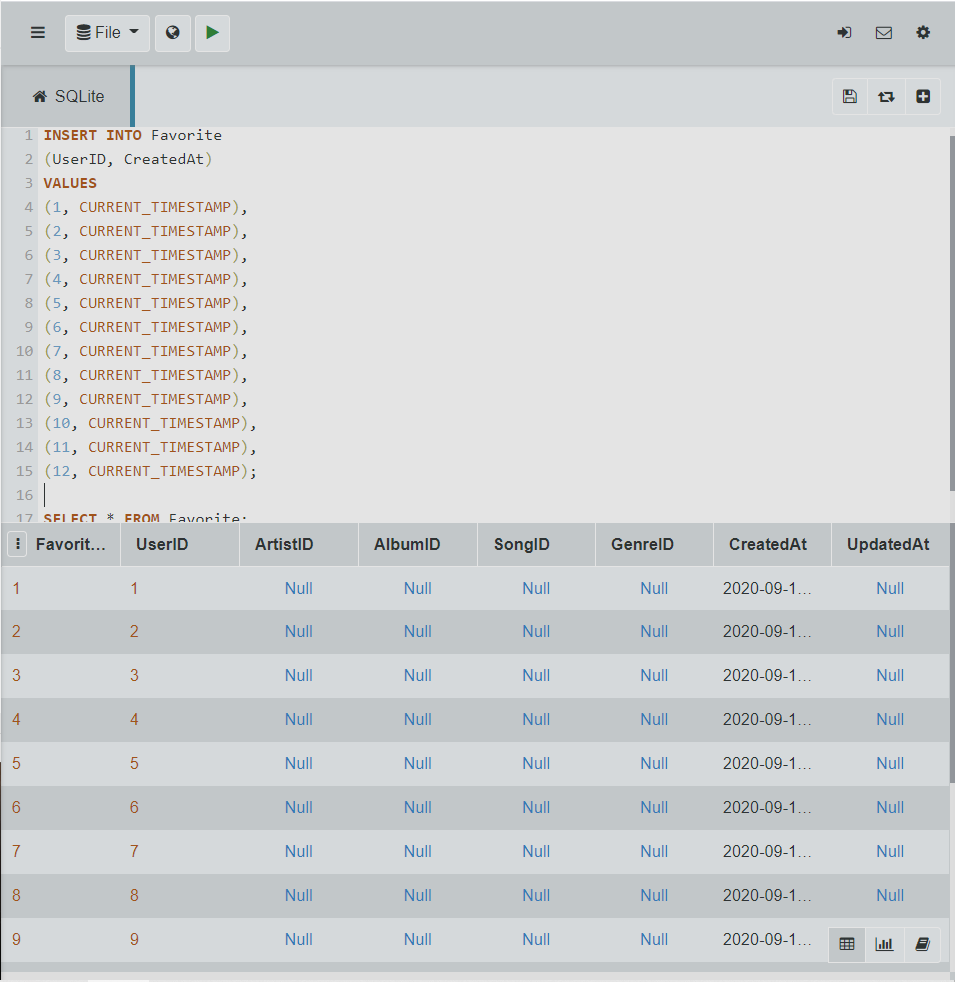 File
SQLite
1 INSERT INTO Favorite
2 (UserID, CreatedAt)
3 VALUES
4 (1, CURRENT_TIMESTAMP),
5 (2, CURRENT_TIMESTAMP),
6 (3, CURRENT_TIMESTAMP),
7 (4, CURRENT_TIMESTAMP),
8 (5, CURRENT_TIMESTAMP),
9 (6, CURRENT_TIMESTAMP),
10 (7, CURRENT_TIMESTAMP),
11 (8, CURRENT_TIMESTAMP),
12 (9, CURRENT_TIMESTAMP),
13 (10, CURRENT_TIMESTAMP),
14 (11, CURRENT_TIMESTAMP),
15 (12, CURRENT_TIMESTAMP);
16
17 SELECT * FROM Favorite;
Favorit... UserID ArtistID AlbumID SongID GenreID CreatedAt UpdatedAt
1 1 Null Null Null Null 2020-09-1... Null
2 2 Null Null Null Null 2020-09-1... Null
3 3 Null Null Null Null 2020-09-1... Null
4 4 Null Null Null Null 2020-09-1... Null
5 5 Null Null Null Null 2020-09-1... Null
6 6 Null Null Null Null 2020-09-1... Null
7 7 Null Null Null Null 2020-09-1... Null
8 8 Null Null Null Null 2020-09-1... Null
9 9 Null Null Null Null 2020-09-1...